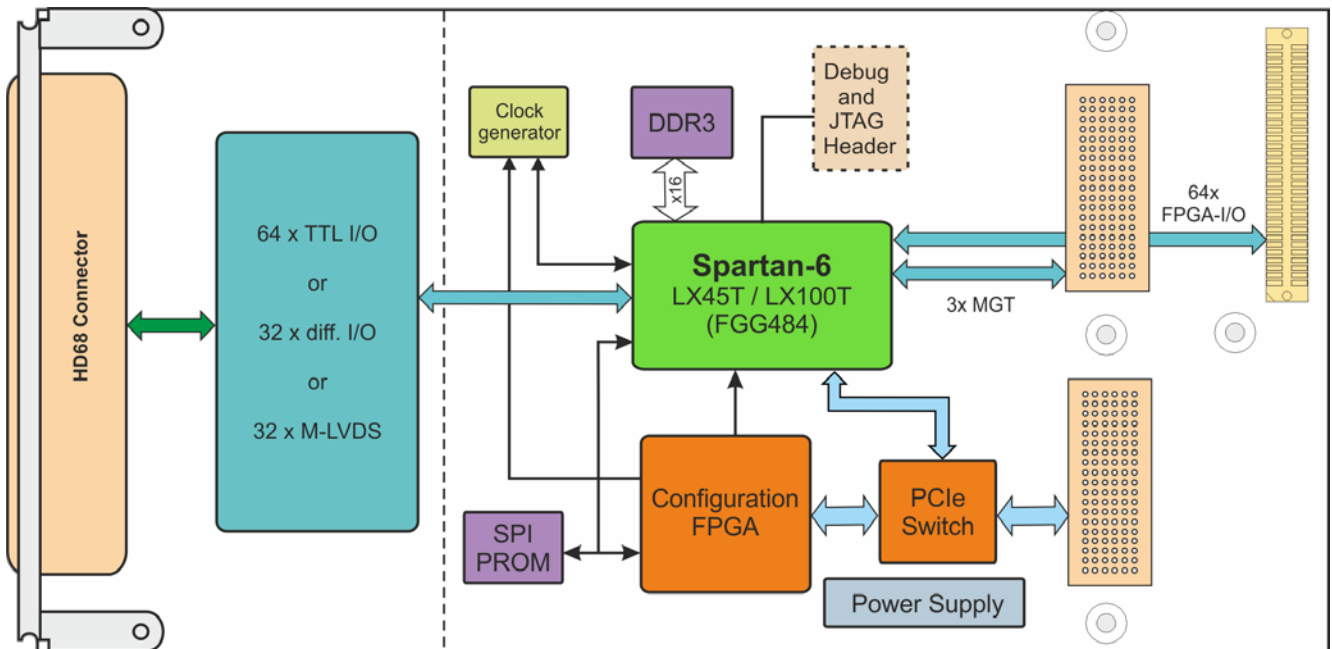 HD68 Connector
64 x TTL I/O
or
32 x diff. I/O
or
32 x M-LVDS
Clock
generator
DDR3
x16
Debug
and
JTAG
Header
Spartan-6
LX45T / LX100T
(FGG484)
64x
FPGA-I/O
3x MGT
Configuration
FPGA
PCIe
Switch
SPI
PROM
Power Supply